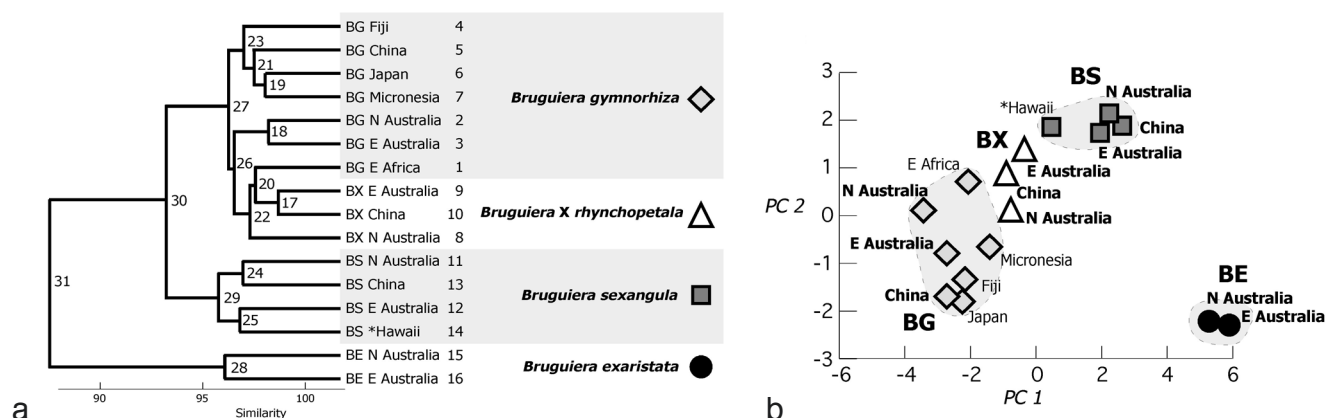 BG Fiji 4
23
BG China 5
21
BG Japan 6
19
BG Micronesia 7
Bruguiera gymnorhiza
27
BG N Australia 2
18
BG E Australia 3
26
BG E Africa 1
20
BX E Australia 9
17
BX China 10
Bruguiera X rhynchopetala
30
22
BX N Australia 8
BS N Australia 11
24
BS China 13
31
29
Bruguiera sexangula
BS E Australia 12
25
BS *Hawaii 14
BE N Australia 15
28
Bruguiera exaristata
BE E Australia 16
90 95 100
Similarity
a
3
2
1
0
-1
-2
-3
PC 2
BS
N Australia
*Hawaii
China
E Australia
BX
E Australia
China
N Australia
E Africa
N Australia
E Australia
Micronesia
Fiji
China
Japan
BG
BE
N Australia
E Australia
-6 -4 -2 0 2 4 6
PC 1
b